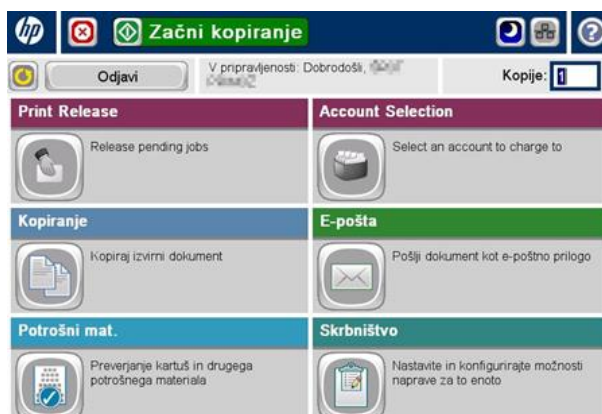 hp
Začni kopiranje
?
Odjavi
V pripravljenosti: Dobrodošli,
Kopije: 1
Print Release
Account Selection
Release pending jobs
Select an account to charge to
Kopiranje
E-pošta
Kopiraj izvirni dokument
Pošlji dokument kot e-poštno prilogo
Potrošni mat.
Skrbništvo
Preverjanje kartuš in drugega
potrošnega materiala
Nastavite in konfigurirajte možnosti
naprave za to enoto